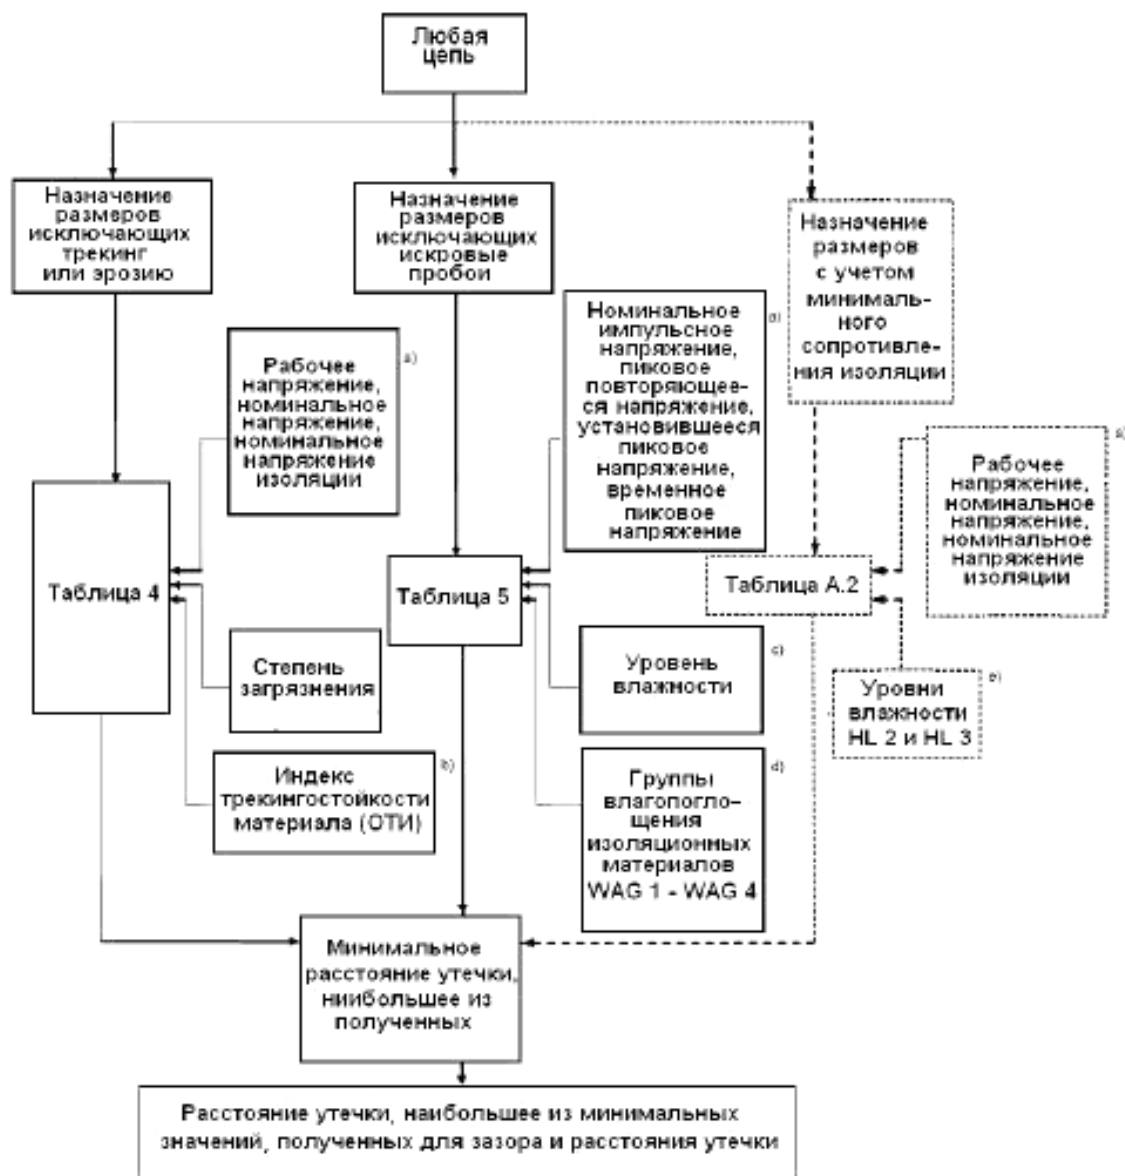 Любая
цепь
Назначение
размеров
исключающих
трекинг
или эрозию
Назначение
размеров
исключающих
искровые
пробои
Назначение
размеров
с учетом
минималь-
ного
сопротивле-
ния изоляции
Рабочее
напряжение,
номинальное
напряжение,
номинальное
напряжение
изоляции
a)
Номинальное
импульсное
напряжение,
пиковое
повторяющее-
еся напряжение,
установившееся
пиковое
напряжение,
временное
пиковое
напряжение
a)
Рабочее
напряжение,
номинальное
напряжение,
номинальное
напряжение
изоляции
Таблица 4
Таблица 5
Таблица А.2
Степень
загрязнения
Уровень
влажности
c)
Уровни
влажности
HL 2 и HL 3
e)
Индекс
трекингостойкости
материала (ОТИ)
b)
Группы
влагопогло-
щения
изоляционных
материалов
WAG 1 - WAG 4
d)
Минимальное
расстояние утечки,
ниибольшее из
полученных
Расстояние утечки, наибольшее из минимальных
значений, полученных для зазора и расстояния утечки